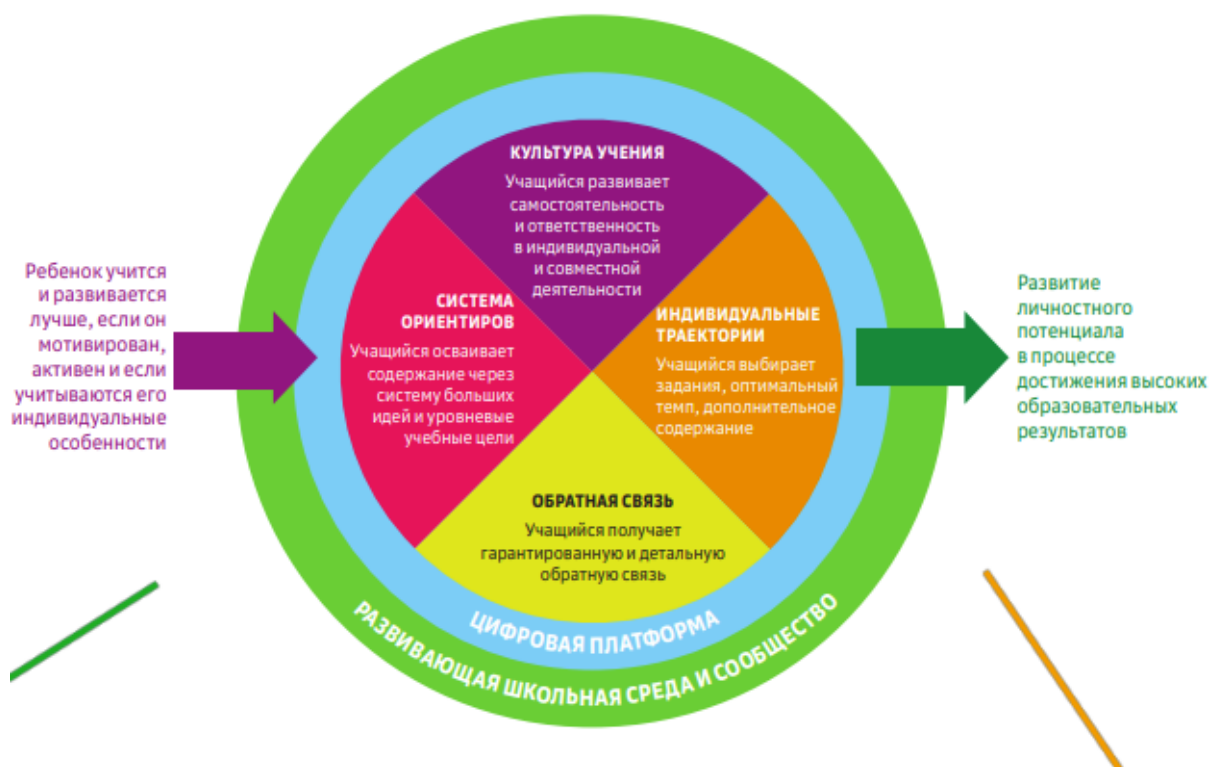 КУЛЬТУРА УЧЕНИЯ
Учащийся развивает
самостоятельность
и ответственность
в индивидуальной
и совместной
деятельности
Ребенок учится
и развивается
лучше, если он
мотивирован,
активен и если
учитываются его
индивидуальные
особенности
СИСТЕМА
ОРИЕНТИРОВ
Учащийся осваивает
содержание через
систему больших
идей и уровневые
учебные цели
ИНДИВИДУАЛЬНЫЕ
ТРАЕКТОРИИ
Учащийся выбирает
задания, оптимальный
темп, дополнительное
содержание
Развитие
личностного
потенциала
в процессе
достижения высоких
образовательных
результатов
ОБРАТНАЯ СВЯЗЬ
Учащийся получает
гарантированную и детальную
обратную связь
ЦИФРОВАЯ ПЛАТФОРМА
РАЗВИВАЮЩАЯ ШКОЛЬНАЯ СРЕДА И СООБЩЕСТВО